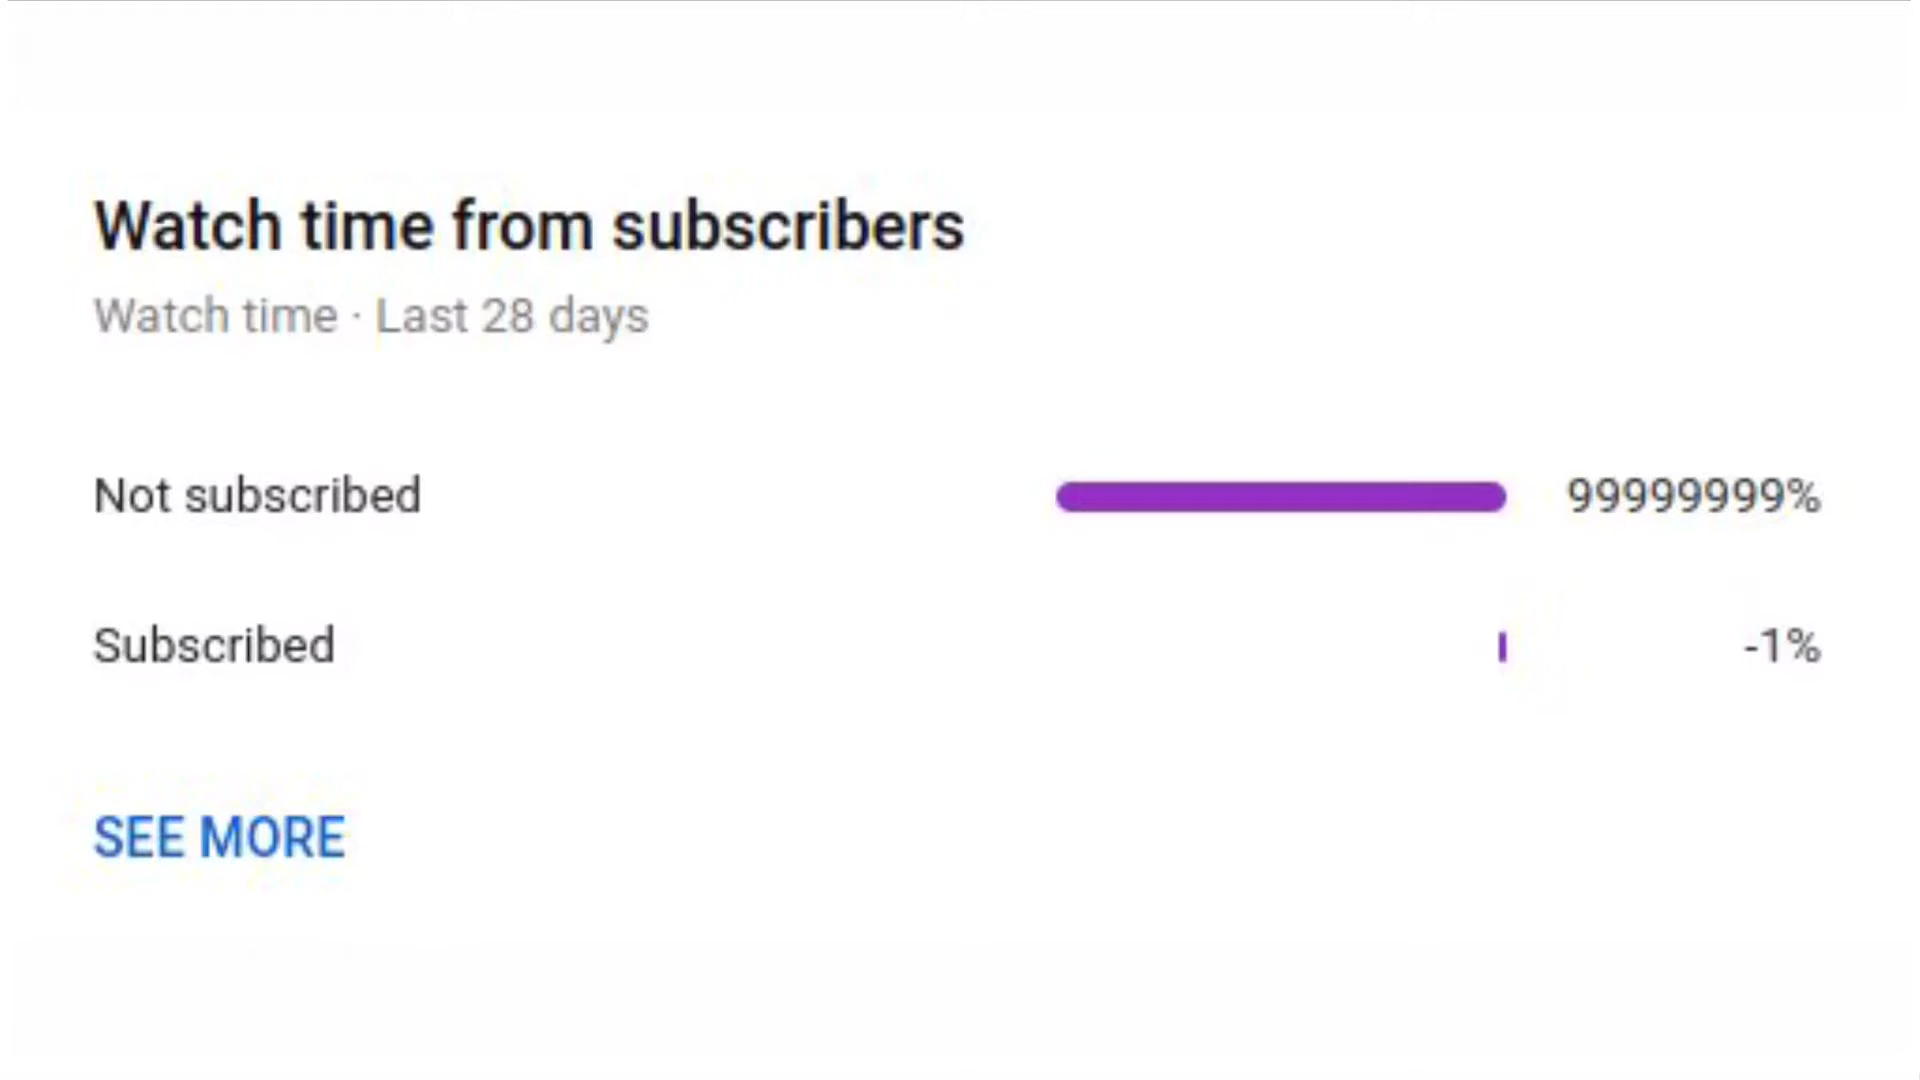 Watch time from subscribers
Watch time · Last 28 days
Not subscribed 99999999%
Subscribed -1%
SEE MORE